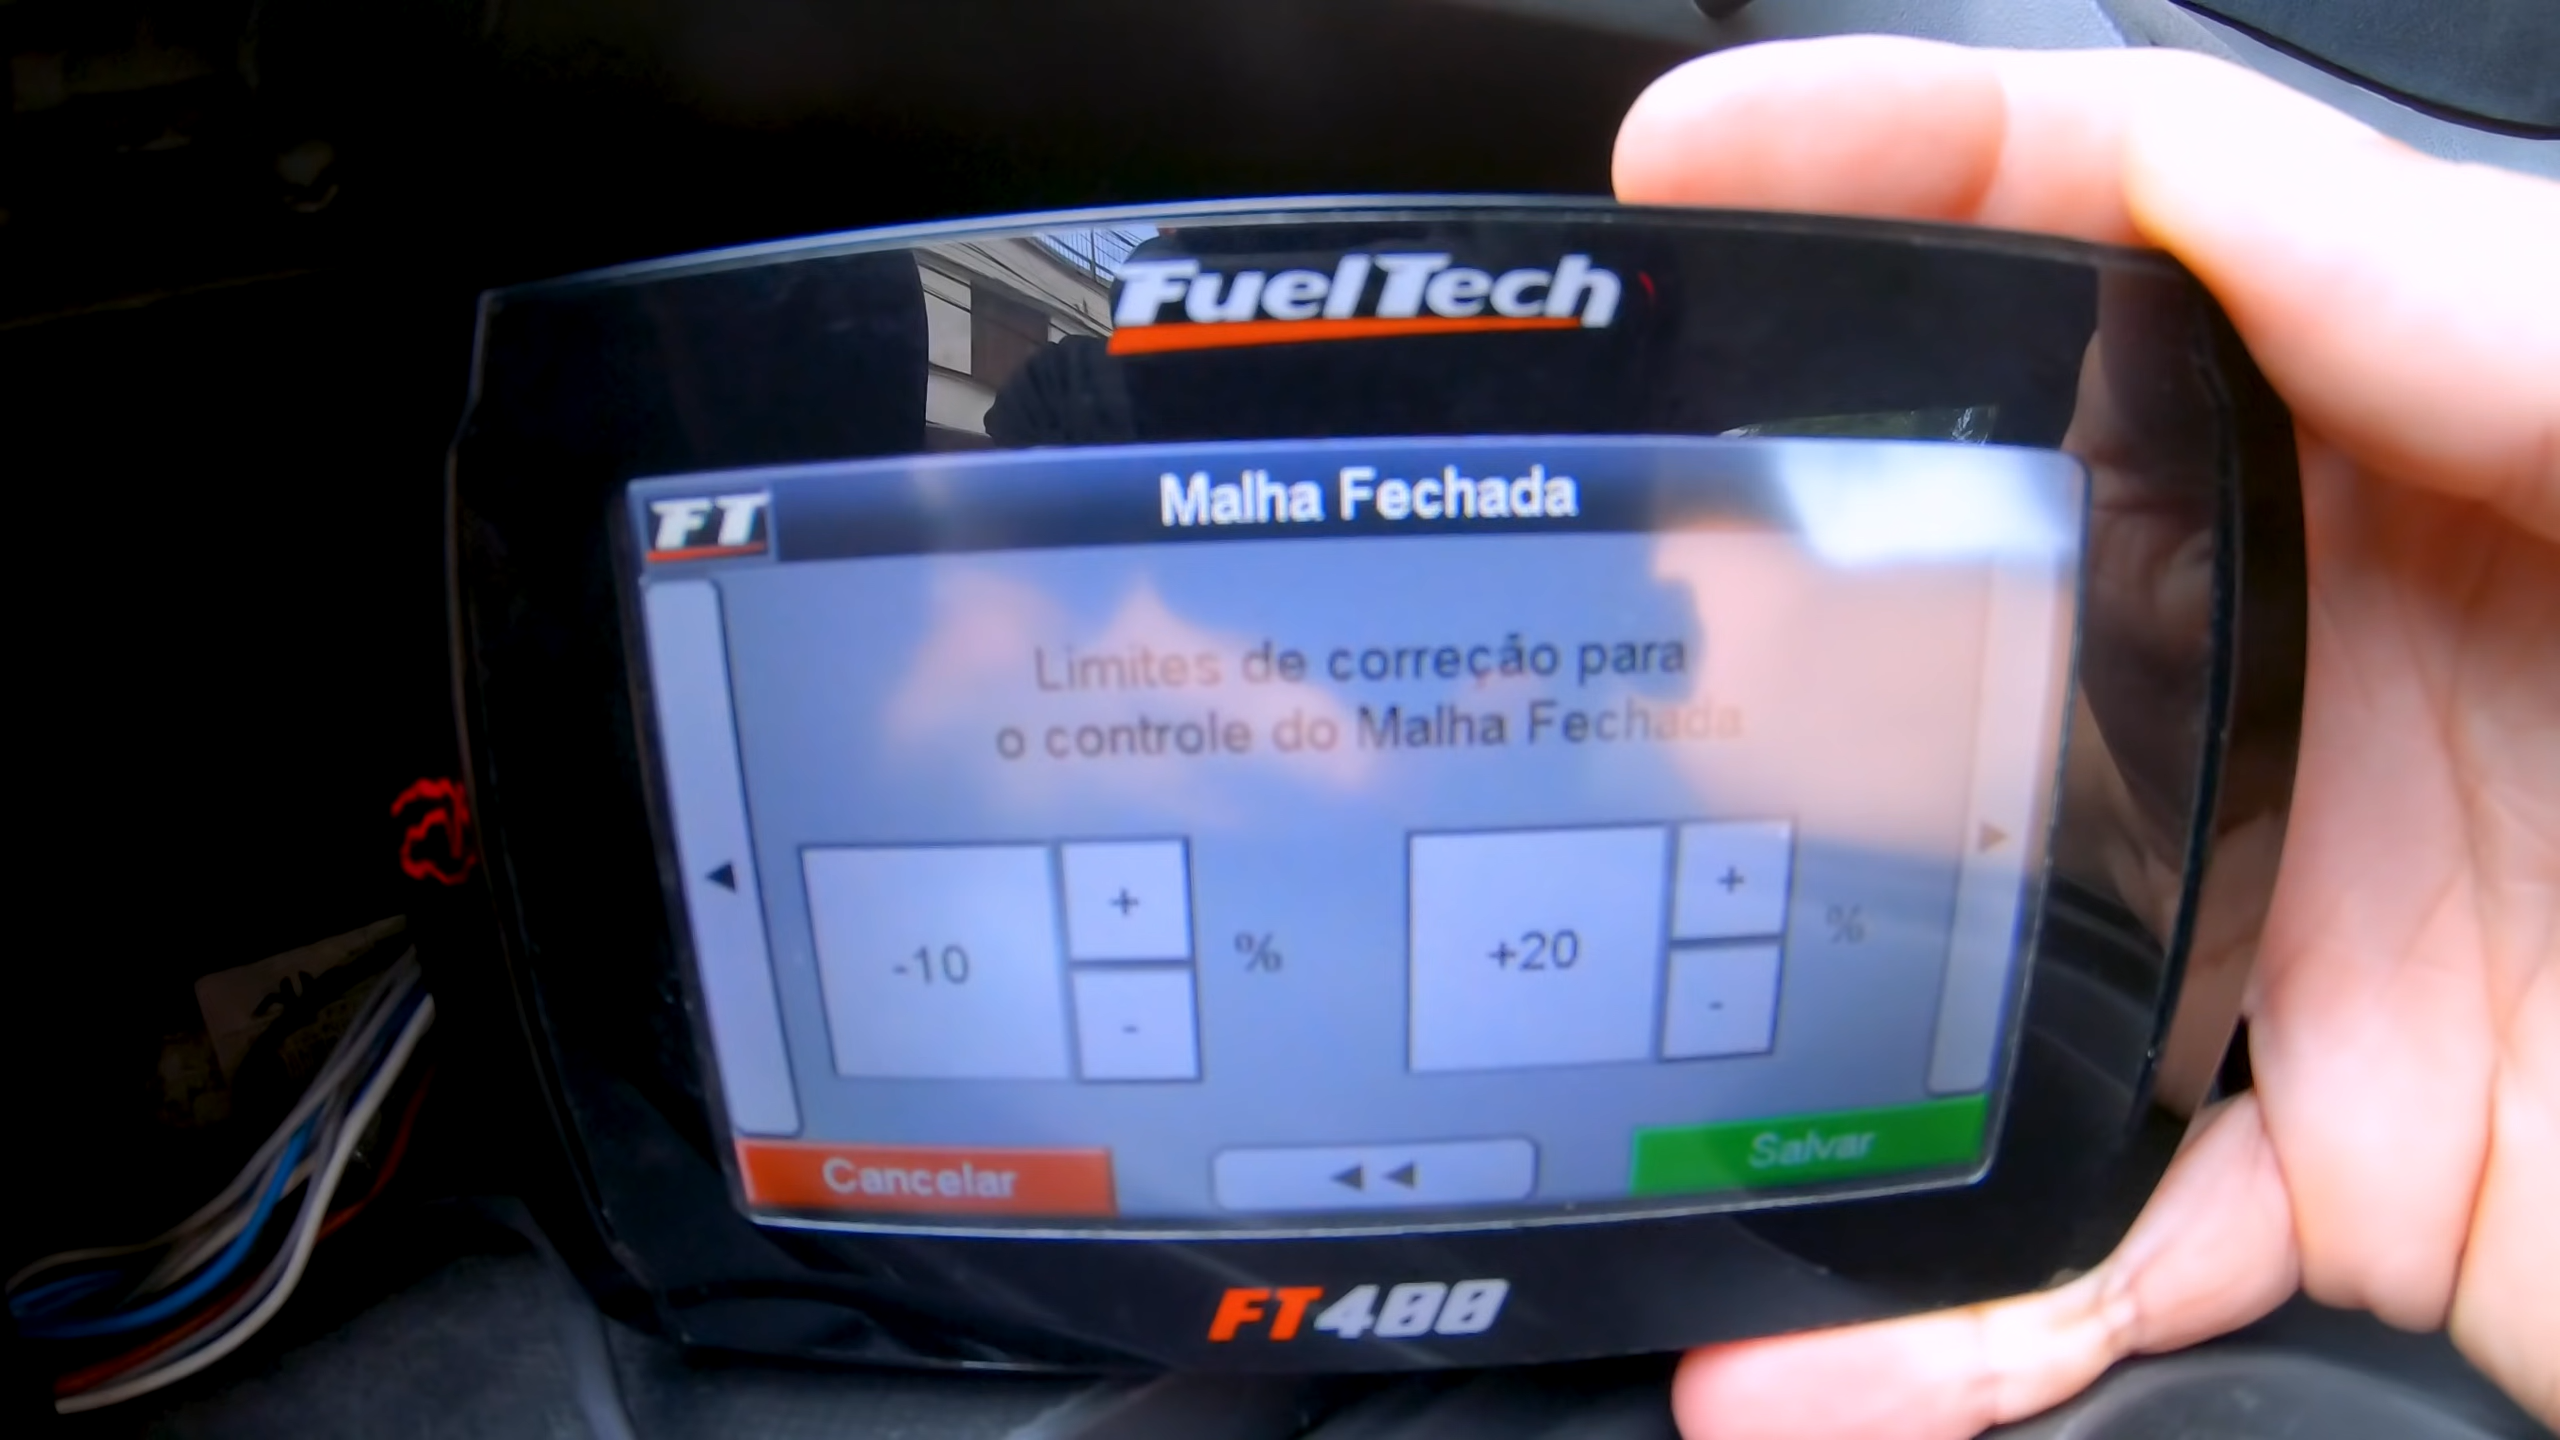 FuelTech
FT
Malha Fechada
Limites de correção para
o controle do Malha Fechada
-10 + - %
+20 + - %
Cancelar
Salvar
FT400